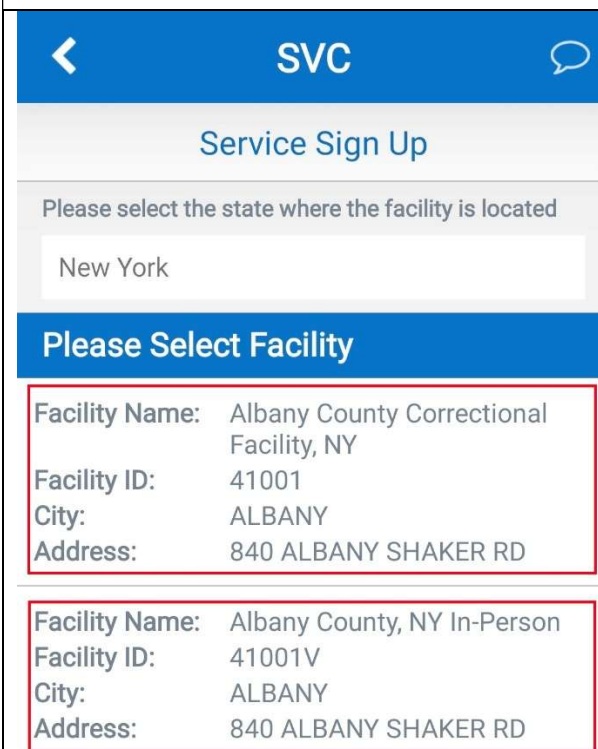 SVC
Service Sign Up
Please select the state where the facility is located
New York
Please Select Facility
Facility Name: Albany County Correctional
Facility, NY
Facility ID: 41001
City: ALBANY
Address: 840 ALBANY SHAKER RD
Facility Name: Albany County, NY In-Person
Facility ID: 41001V
City: ALBANY
Address: 840 ALBANY SHAKER RD